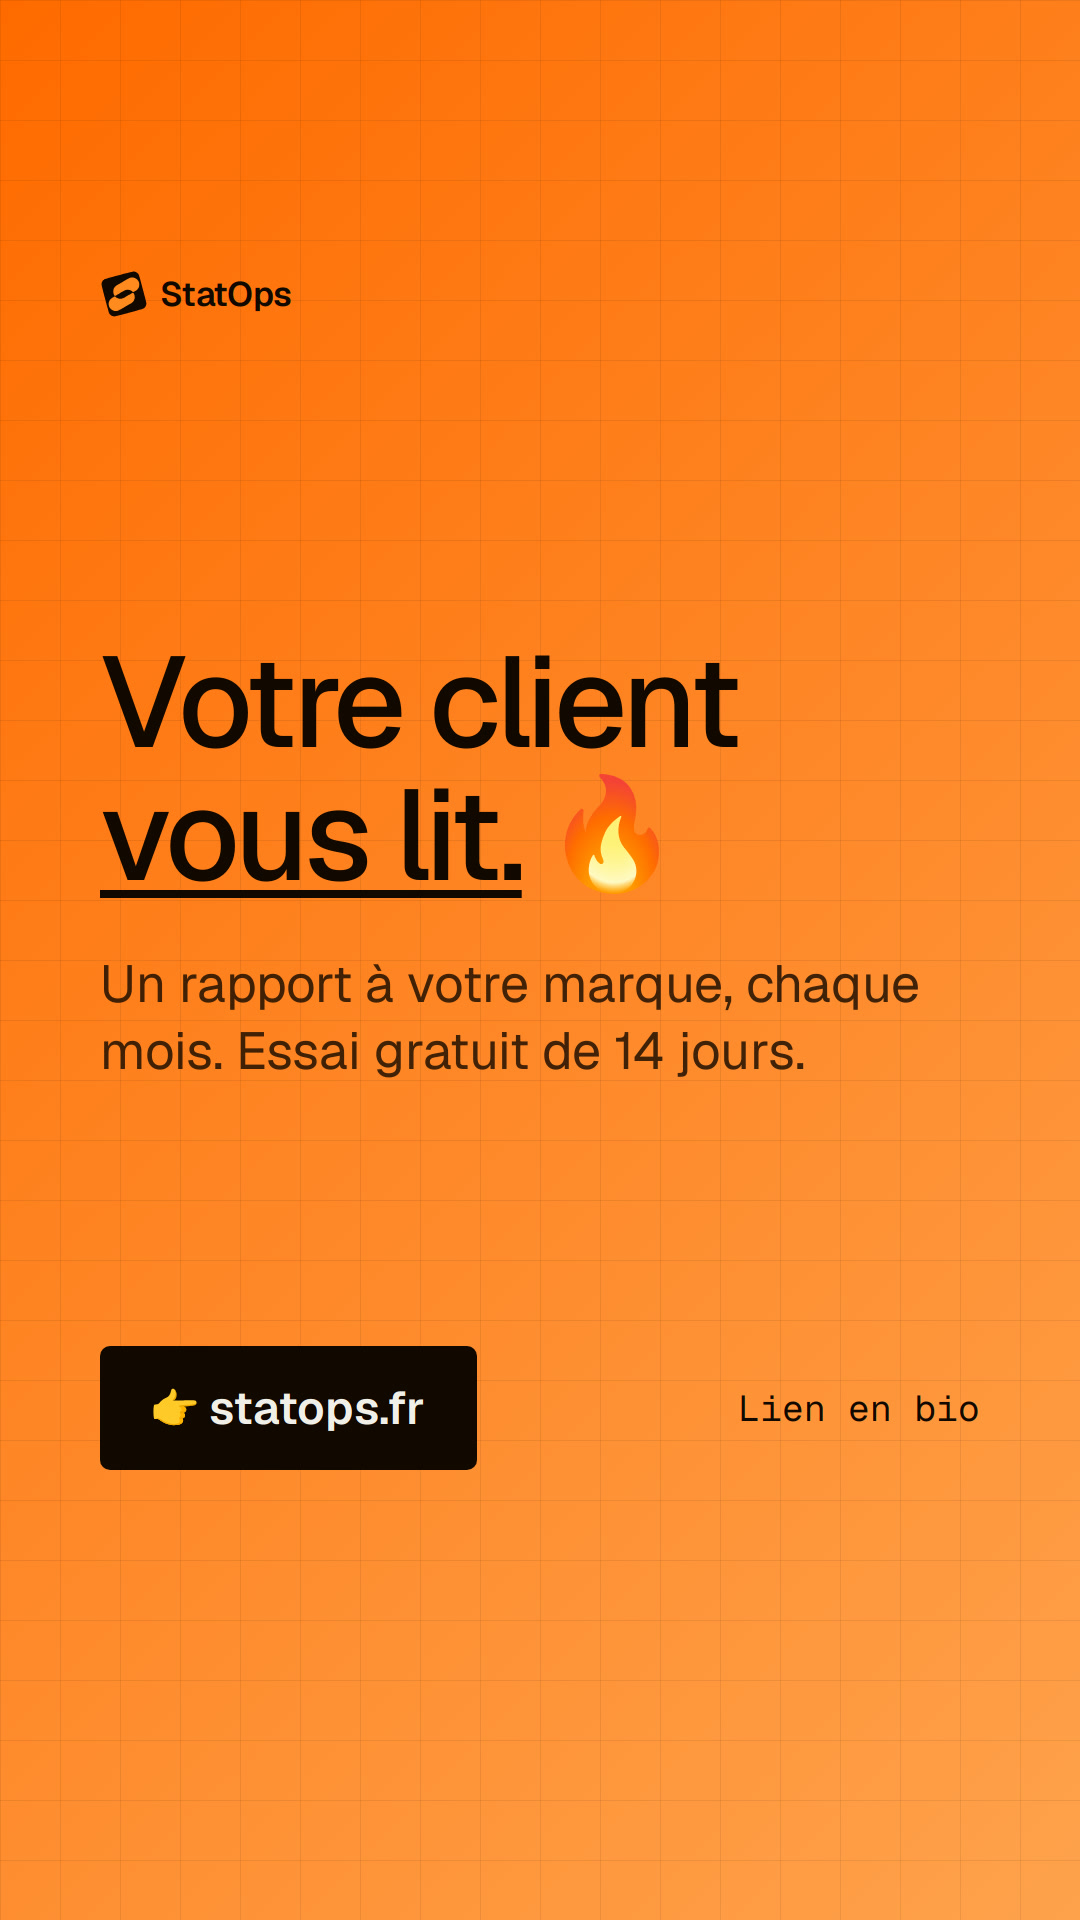 StatOps
Votre client
vous lit. 🔥
Un rapport à votre marque, chaque
mois. Essai gratuit de 14 jours.
👉 statops.fr
Lien en bio